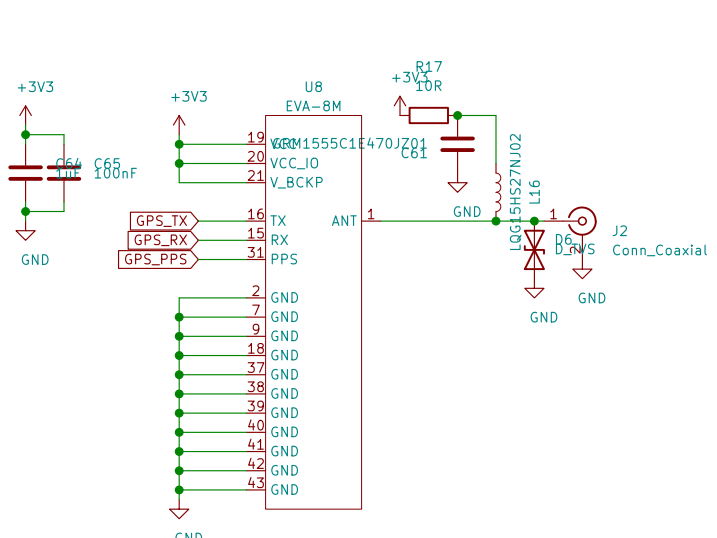 +3V3
C64
1uF
C65
100nF
GND
+3V3
U8
EVA-8M
19
VCC
20
VCC_IO
21
V_BCKP
GPS_TX
16
TX
GPS_RX
15
RX
GPS_PPS
31
PPS
ANT
1
2
GND
7
GND
9
GND
18
GND
37
GND
38
GND
39
GND
40
GND
41
GND
42
GND
43
GND
GND
R17
10R
+3V3
GRM1555C1E470JZ01
C61
GND
LQG15HS27NJ02
L16
D6
D_TVS
GND
1
2
J2
Conn_Coaxial
GND